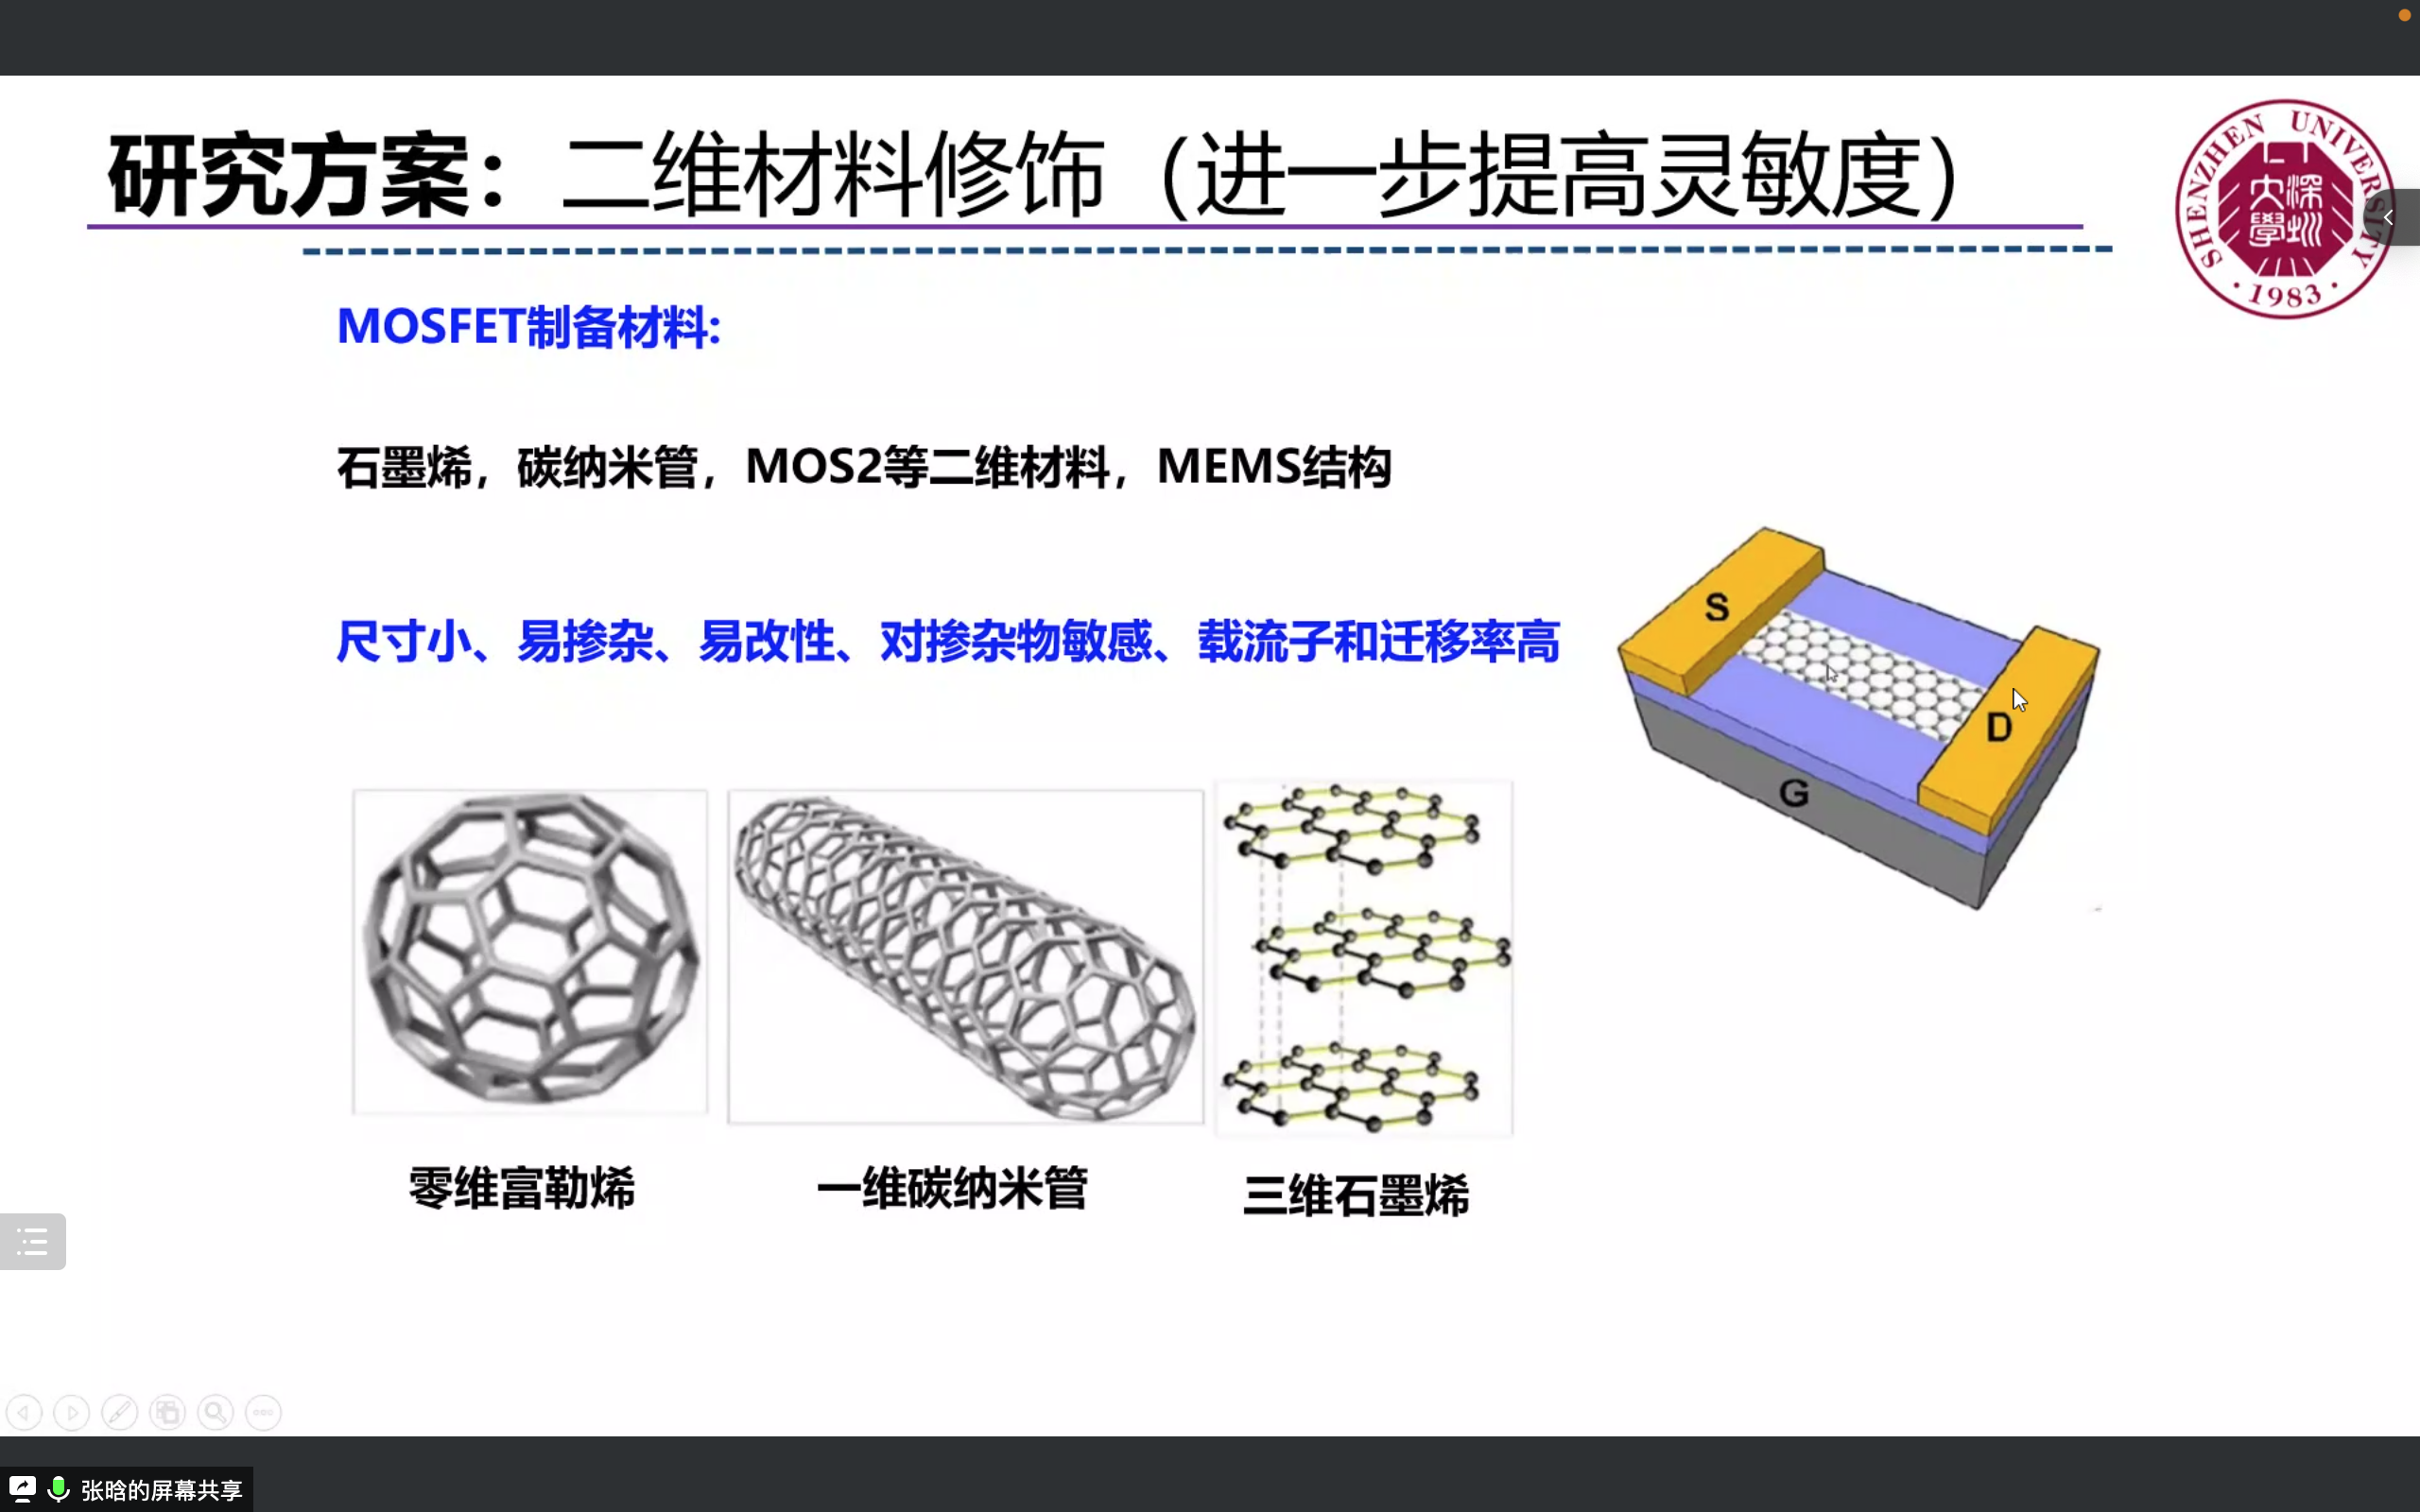 研究方案：二维材料修饰（进一步提高灵敏度）
SHENZHEN UNIVERSITY
深圳大學
·1983·
MOSFET制备材料:
石墨烯，碳纳米管，MOS2等二维材料，MEMS结构
尺寸小、易掺杂、易改性、对掺杂物敏感、载流子和迁移率高
S
D
G
零维富勒烯
一维碳纳米管
三维石墨烯
张晗的屏幕共享